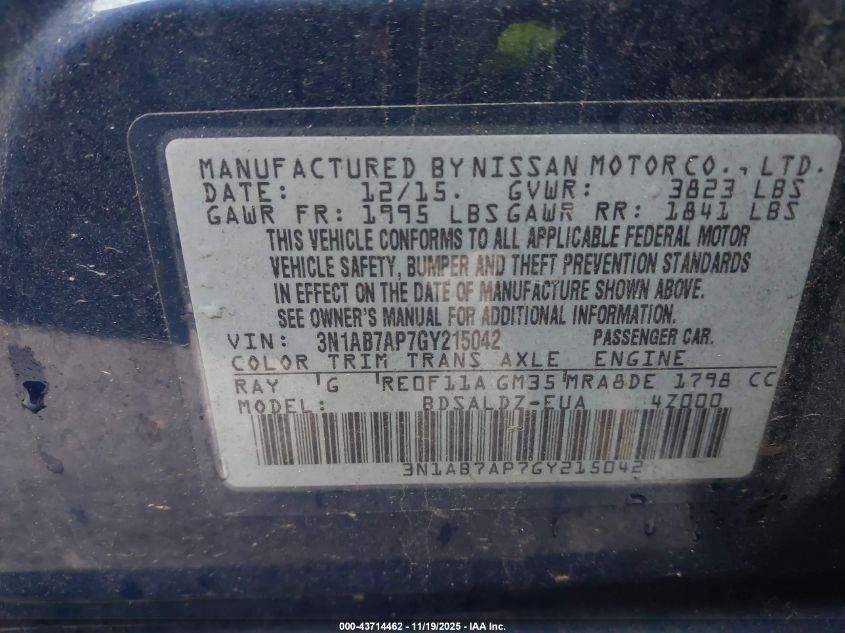 MANUFACTURED BY NISSAN MOTOR CO., LTD.
DATE: 12/15. GVWR: 3823 LBS
GAWR FR: 1995 LBS GAWR RR: 1841 LBS
THIS VEHICLE CONFORMS TO ALL APPLICABLE FEDERAL MOTOR
VEHICLE SAFETY, BUMPER AND THEFT PREVENTION STANDARDS
IN EFFECT ON THE DATE OF MANUFACTURE SHOWN ABOVE.
SEE OWNER'S MANUAL FOR ADDITIONAL INFORMATION.
VIN: 3N1AB7AP7GY215042 PASSENGER CAR.
COLOR TRIM TRANS AXLE ENGINE
RAY 'G RE0F11A GM35 MRA8DE 1798 CC
MODEL: BDSALDZ-EUA 4Z000
3N1AB7AP7GY215042
000-43714462 - 11/19/2025 - IAA Inc.